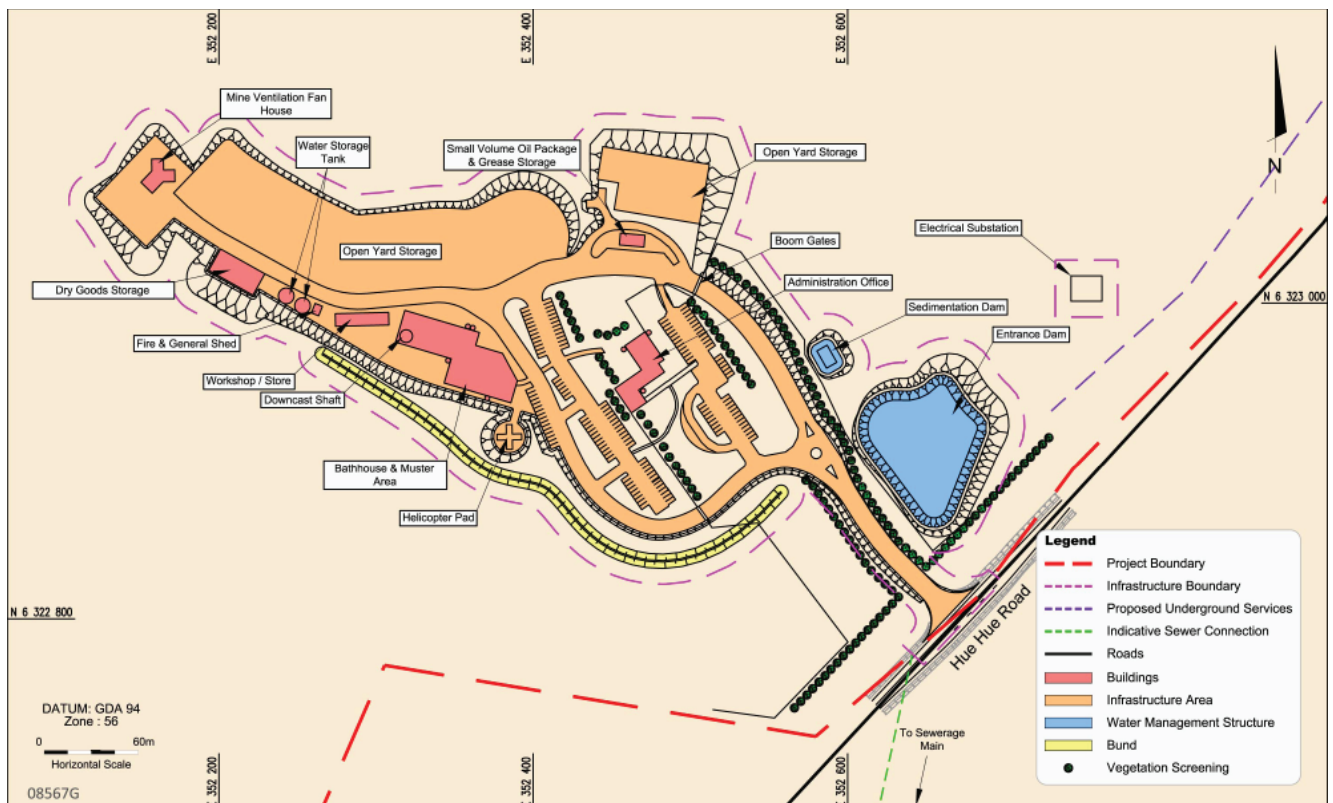 E 352 200
E 352 400
E 352 600
Mine Ventilation Fan
House
Water Storage
Tank
Small Volume Oil Package
& Grease Storage
Open Yard Storage
N
Electrical Substation
Boom Gates
Open Yard Storage
Administration Office
Dry Goods Storage
Sedimentation Dam
N 6 323 000
Entrance Dam
Fire & General Shed
Workshop / Store
Downcast Shaft
Bathhouse & Muster
Area
Helicopter Pad
Legend
Project Boundary
Infrastructure Boundary
Proposed Underground Services
Indicative Sewer Connection
Roads
Buildings
Infrastructure Area
Water Management Structure
Bund
Vegetation Screening
N 6 322 800
Hue Hue Road
DATUM: GDA 94
Zone : 56
0 60m
Horizontal Scale
To Sewerage
Main
08567G
E 352 200
E 352 400
E 352 600